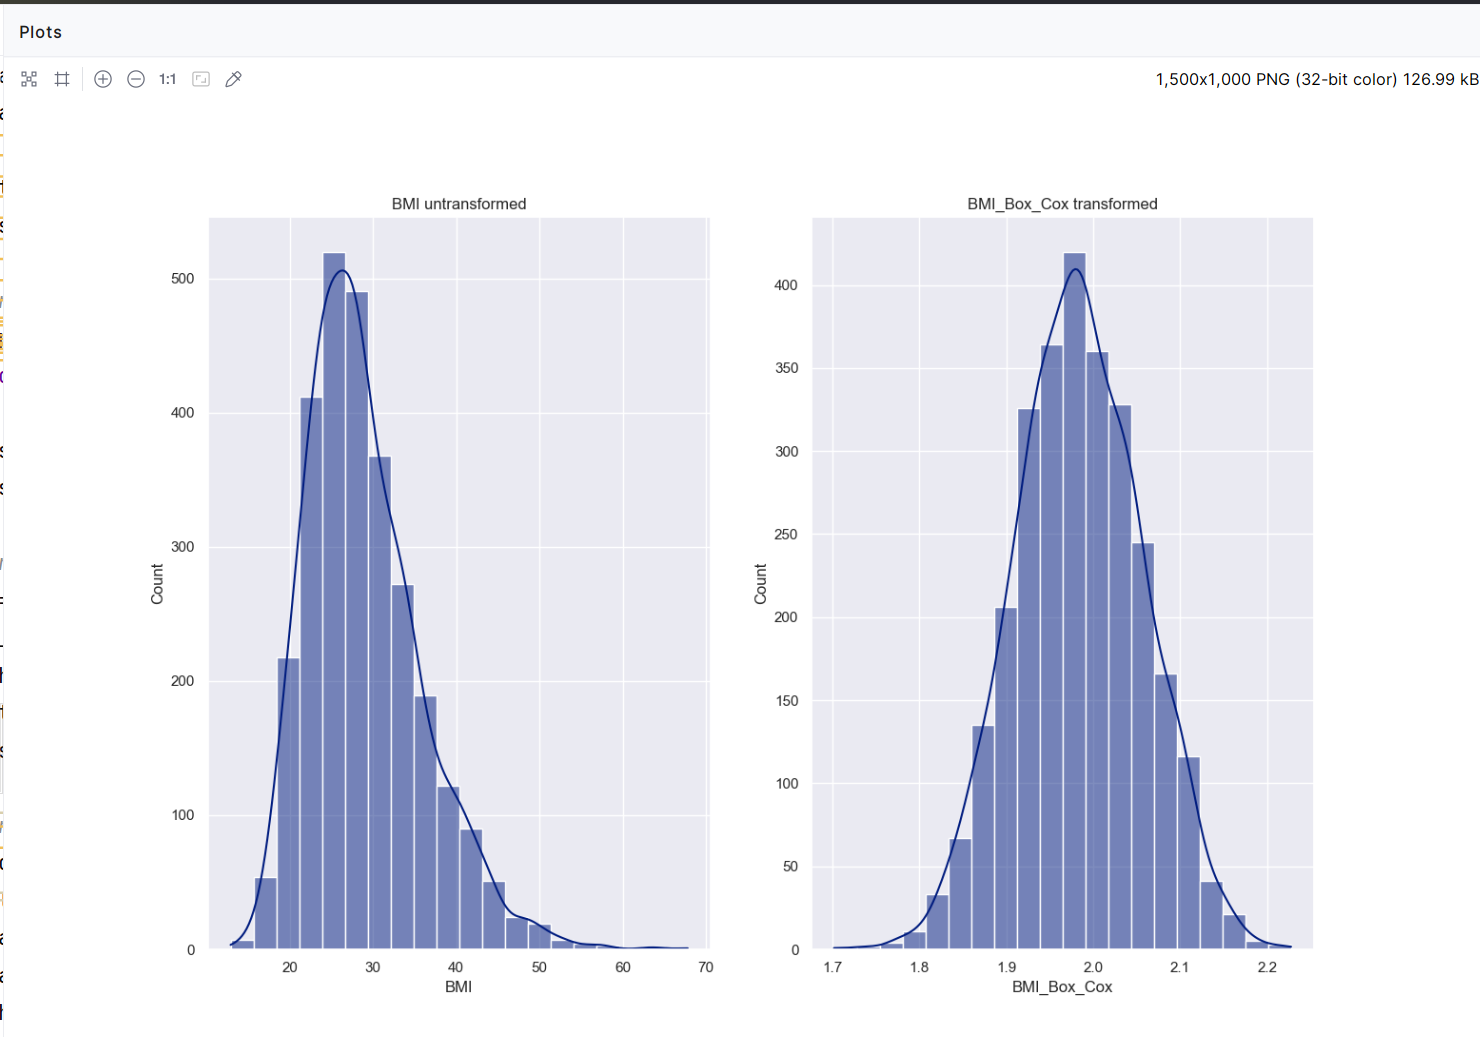 Plots
1:1
1,500x1,000 PNG (32-bit color) 126.99 kB
BMI untransformed
500
400
300
200
100
0
Count
20 30 40 50 60 70
BMI
BMI_Box_Cox transformed
400
350
300
250
200
150
100
50
0
Count
1.7 1.8 1.9 2.0 2.1 2.2
BMI_Box_Cox